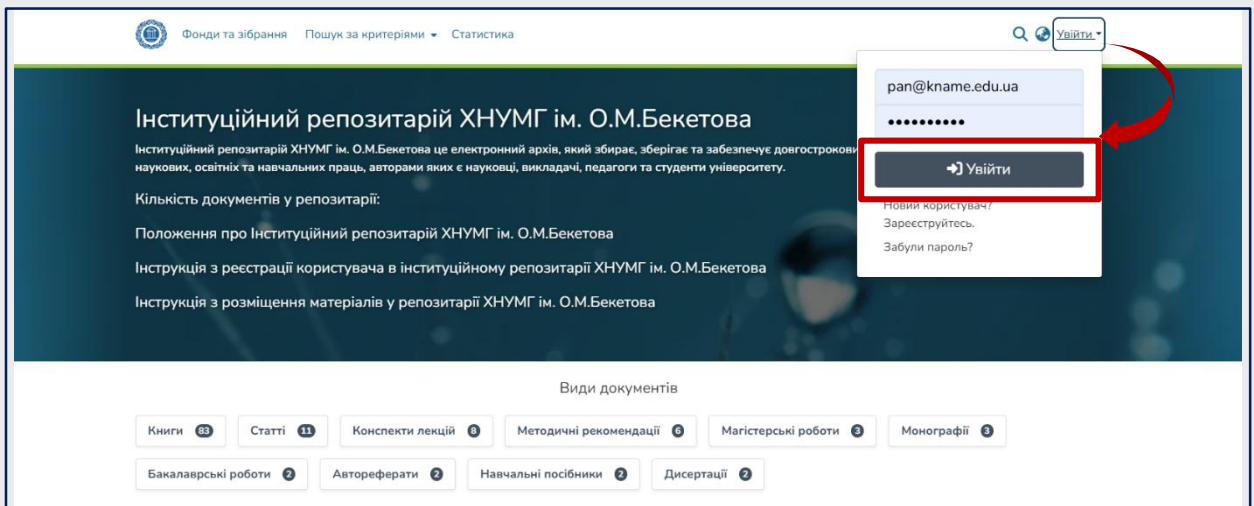 Фонди та зібрання Пошук за критеріями Статистика Увійти
pan@kname.edu.ua
••••••••••
Увійти
Новий користувач?
Зареєструйтесь.
Забули пароль?
Інституційний репозитарій ХНУМГ ім. О.М.Бекетова
Інституційний репозитарій ХНУМГ ім. О.М.Бекетова це електронний архів, який збирає, зберігає та забезпечує
наукових, освітніх та навчальних праць, авторами яких є науковці, викладачі, педагоги та студенти університету.
Кількість документів у репозитарії:
Положення про Інституційний репозитарій ХНУМГ ім. О.М.Бекетова
Інструкція з реєстрації користувача в інституційному репозитарії ХНУМГ ім. О.М.Бекетова
Інструкція з розміщення матеріалів у репозитарії ХНУМГ ім. О.М.Бекетова
Види документів
Книги 83 Статті 11 Конспекти лекцій 8 Методичні рекомендації 6 Магістерські роботи 3 Монографії 3
Бакалаврські роботи 2 Автореферати 2 Навчальні посібники 2 Дисертації 2